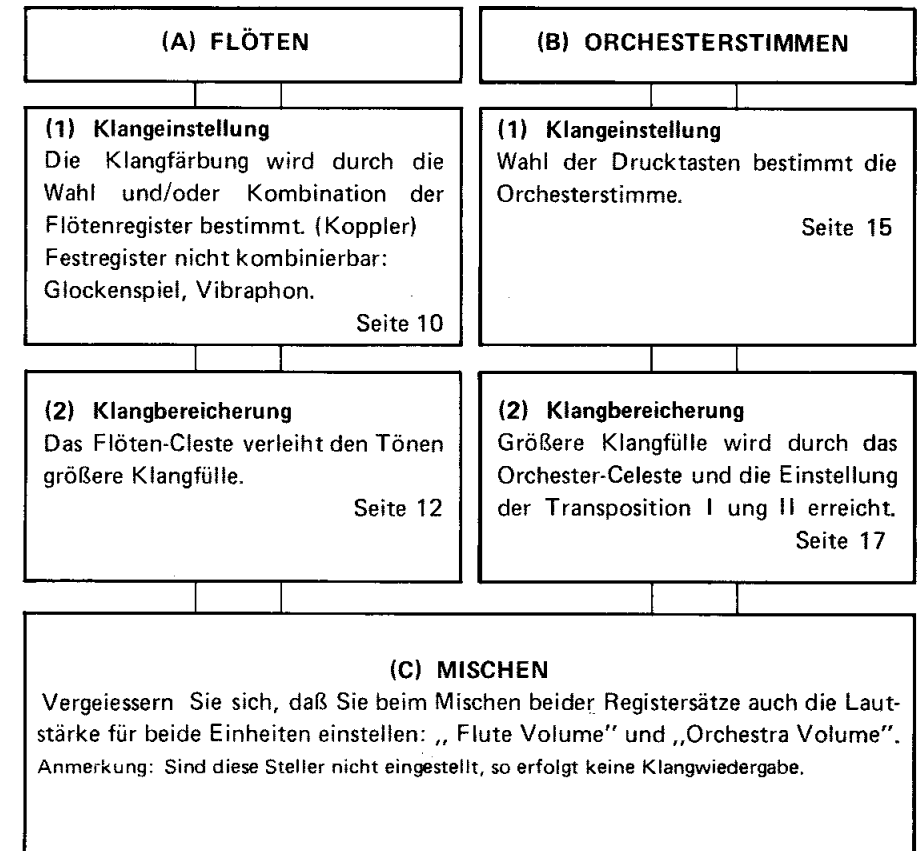 (A) FLÖTEN
(1) Klangeinstellung
Die Klangfärbung wird durch die
Wahl und/oder Kombination der
Flötenregister bestimmt. (Koppler)
Festregister nicht kombinierbar:
Glockenspiel, Vibraphon.
Seite 10
(2) Klangbereicherung
Das Flöten-Cleste verleiht den Tönen
größere Klangfülle.
Seite 12
(B) ORCHESTERSTIMMEN
(1) Klangeinstellung
Wahl der Drucktasten bestimmt die
Orchesterstimme.
Seite 15
(2) Klangbereicherung
Größere Klangfülle wird durch das
Orchester-Celeste und die Einstellung
der Transposition I ung II erreicht.
Seite 17
(C) MISCHEN
Vergeiessern Sie sich, daß Sie beim Mischen beider Registersätze auch die Laut-
stärke für beide Einheiten einstellen: ,, Flute Volume'' und ,,Orchestra Volume''.
Anmerkung: Sind diese Steller nicht eingestellt, so erfolgt keine Klangwiedergabe.